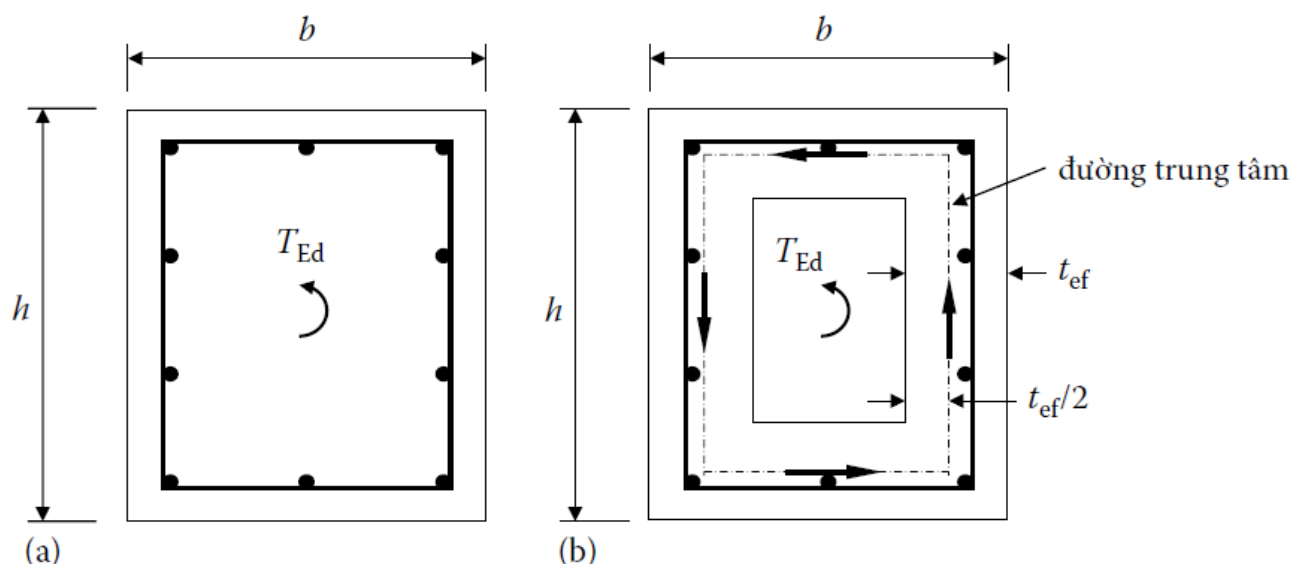 b
h
T_Ed
(a)
b
h
T_Ed
đường trung tâm
t_ef
t_ef/2
(b)